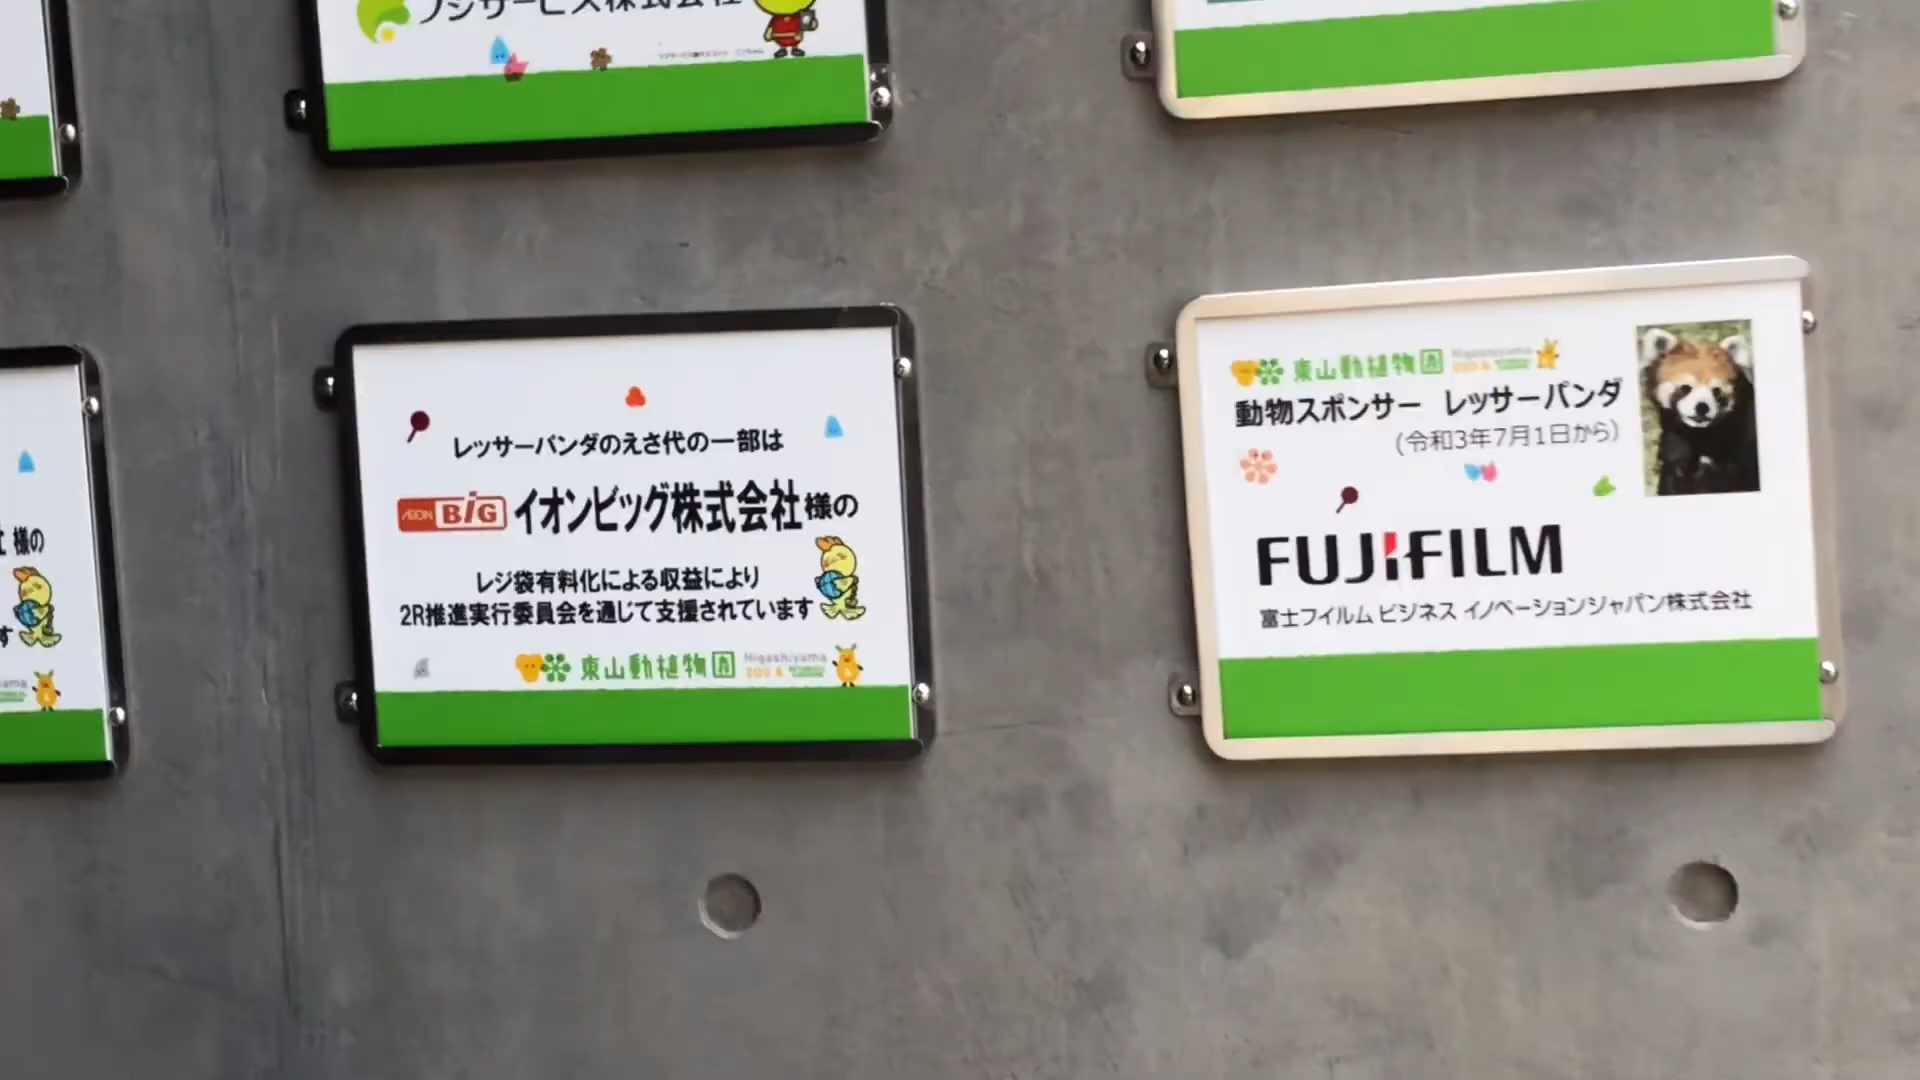 フジサービス株式会社
様の
レッサーパンダのえさ代の一部は
ÆON BiG イオンビッグ株式会社様の
レジ袋有料化による収益により
2R推進実行委員会を通じて支援されています
東山動植物園 Higashiyama ZOO &
東山動植物園 Higashiyama ZOO &
動物スポンサー レッサーパンダ
(令和3年7月1日から)
FUJIFILM
富士フイルム ビジネス イノベーションジャパン株式会社